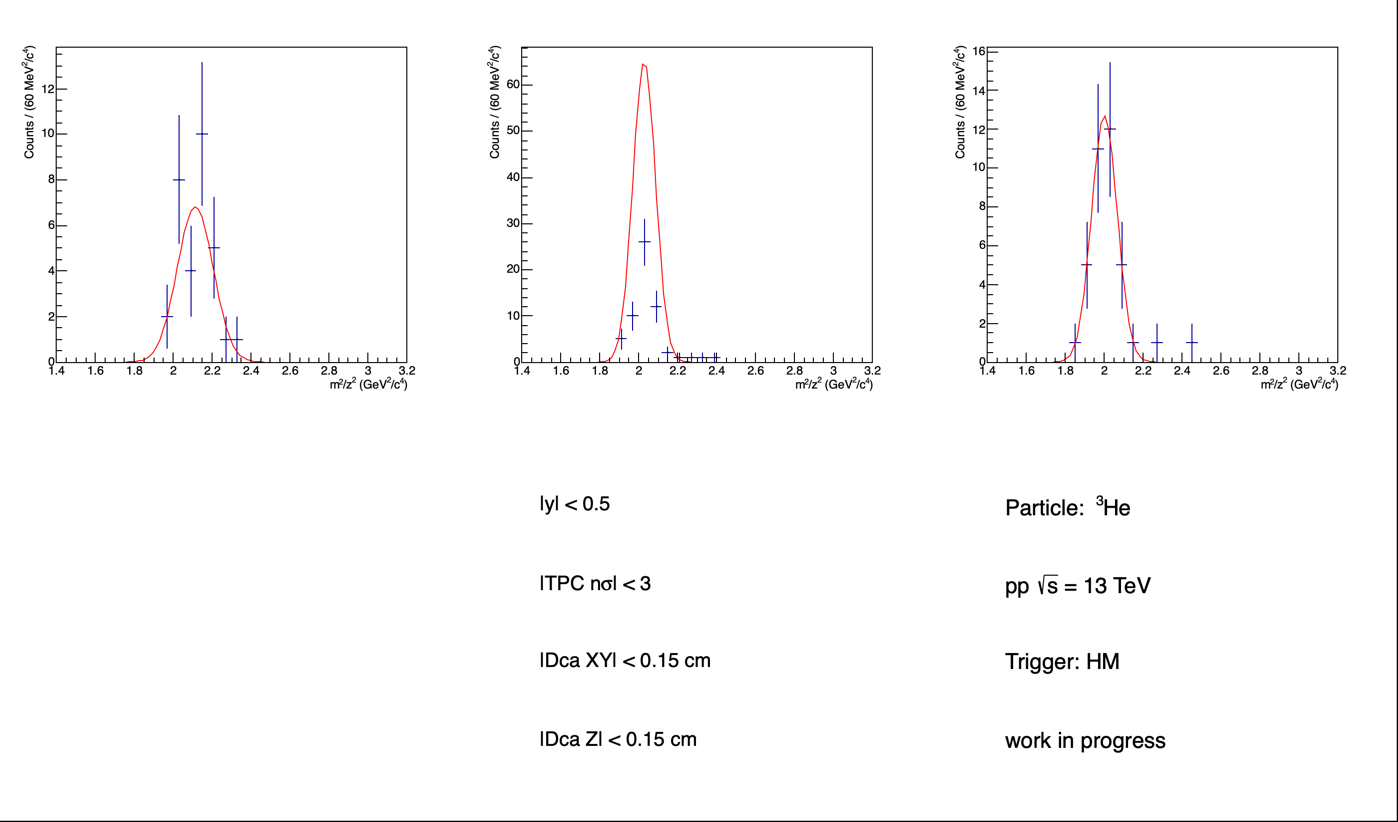 Counts / (60 MeV²/c⁴)
12
10
8
6
4
2
0
1.4 1.6 1.8 2 2.2 2.4 2.6 2.8 3 3.2
m²/z² (GeV²/c⁴)
Counts / (60 MeV²/c⁴)
60
50
40
30
20
10
0
1.4 1.6 1.8 2 2.2 2.4 2.6 2.8 3 3.2
m²/z² (GeV²/c⁴)
Counts / (60 MeV²/c⁴)
16
14
12
10
8
6
4
2
0
1.4 1.6 1.8 2 2.2 2.4 2.6 2.8 3 3.2
m²/z² (GeV²/c⁴)
|y| < 0.5
|TPC nσ| < 3
|Dca XY| < 0.15 cm
|Dca Z| < 0.15 cm
Particle: ³He
pp √s = 13 TeV
Trigger: HM
work in progress